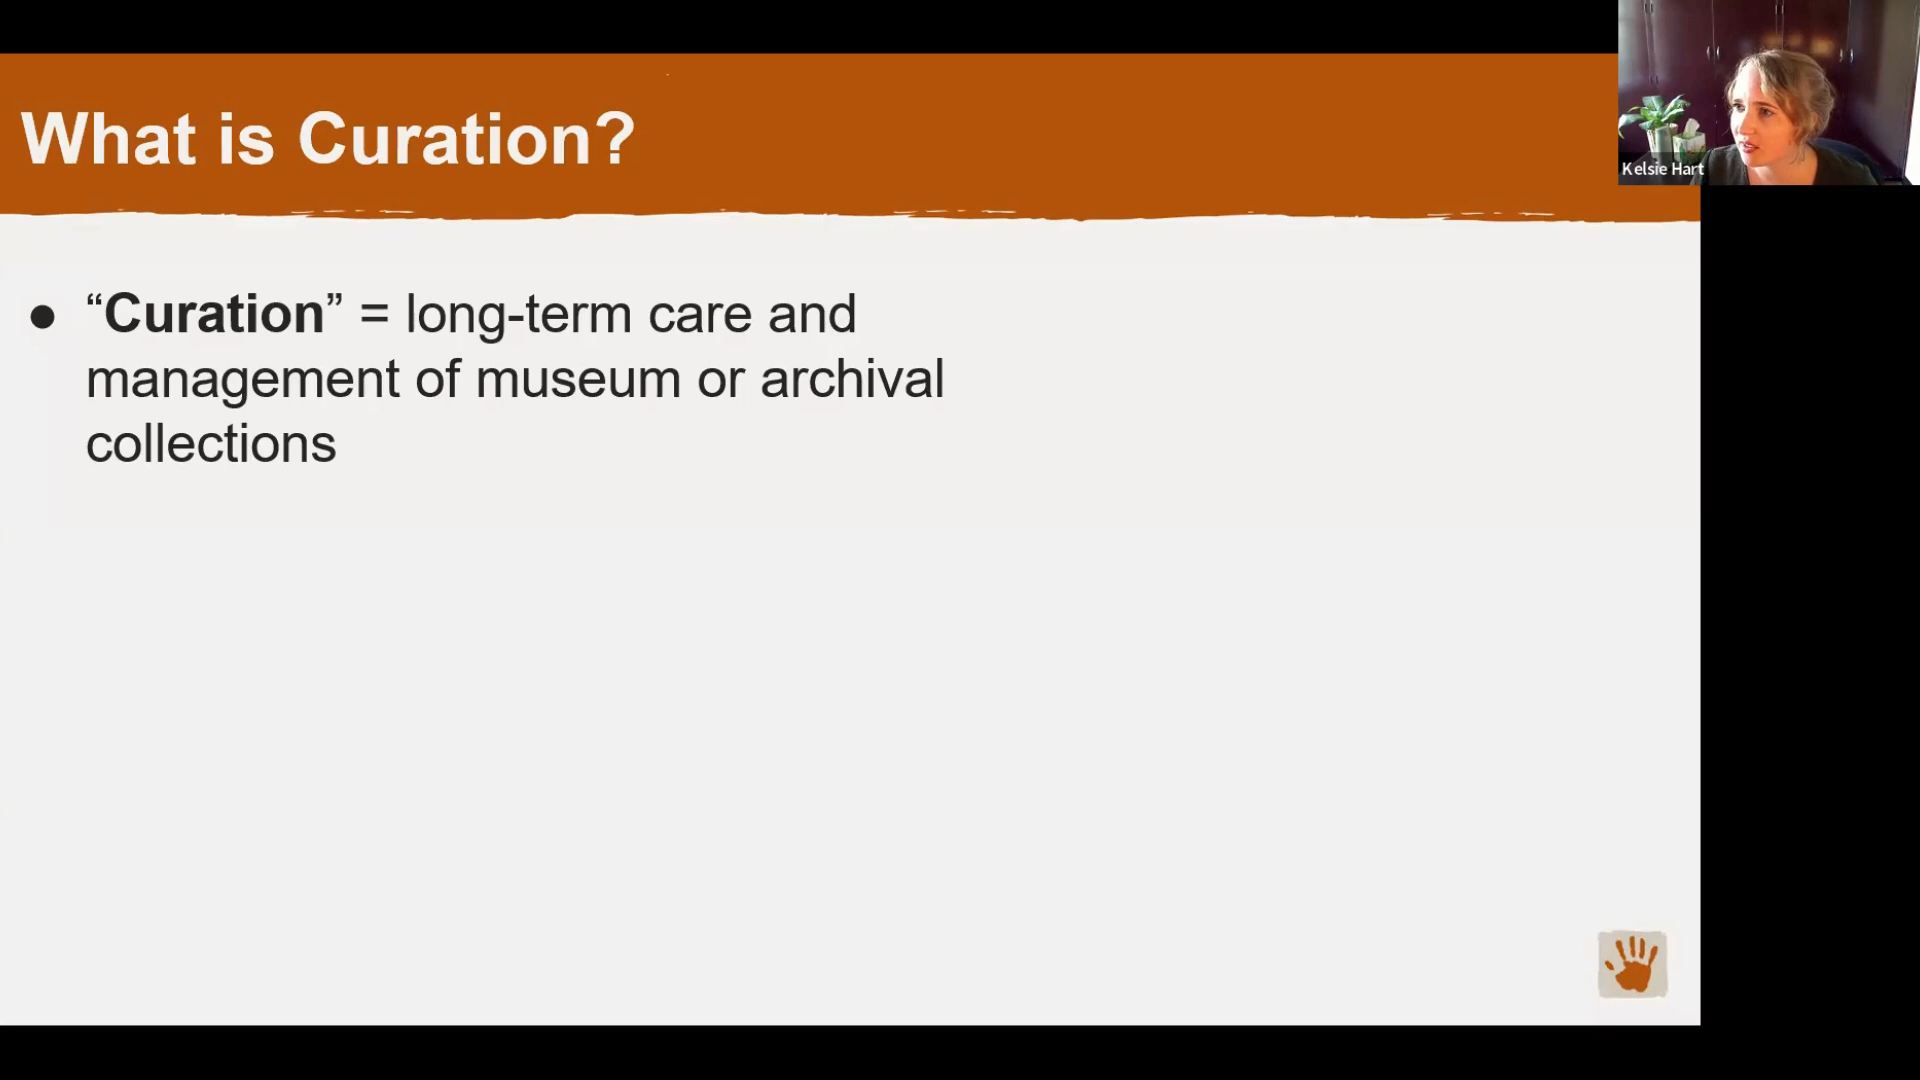 What is Curation?
Kelsie Hart
● “Curation” = long-term care and
management of museum or archival
collections